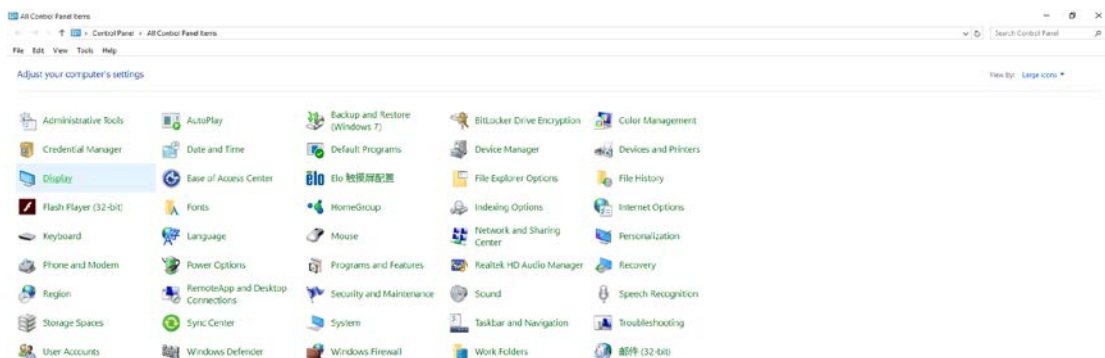 All Control Panel Items
Control Panel › All Control Panel Items
Search Control Panel
File Edit View Tools Help
Adjust your computer's settings
View by: Large icons
Administrative Tools
AutoPlay
Backup and Restore
(Windows 7)
BitLocker Drive Encryption
Color Management
Credential Manager
Date and Time
Default Programs
Device Manager
Devices and Printers
Display
Ease of Access Center
elo
Elo 触摸屏配置
File Explorer Options
File History
Flash Player (32-bit)
Fonts
HomeGroup
Indexing Options
Internet Options
Keyboard
Language
Mouse
Network and Sharing
Center
Personalization
Phone and Modem
Power Options
Programs and Features
Realtek HD Audio Manager
Recovery
Region
RemoteApp and Desktop
Connections
Security and Maintenance
Sound
Speech Recognition
Storage Spaces
Sync Center
System
Taskbar and Navigation
Troubleshooting
User Accounts
Windows Defender
Windows Firewall
Work Folders
邮件 (32-bit)